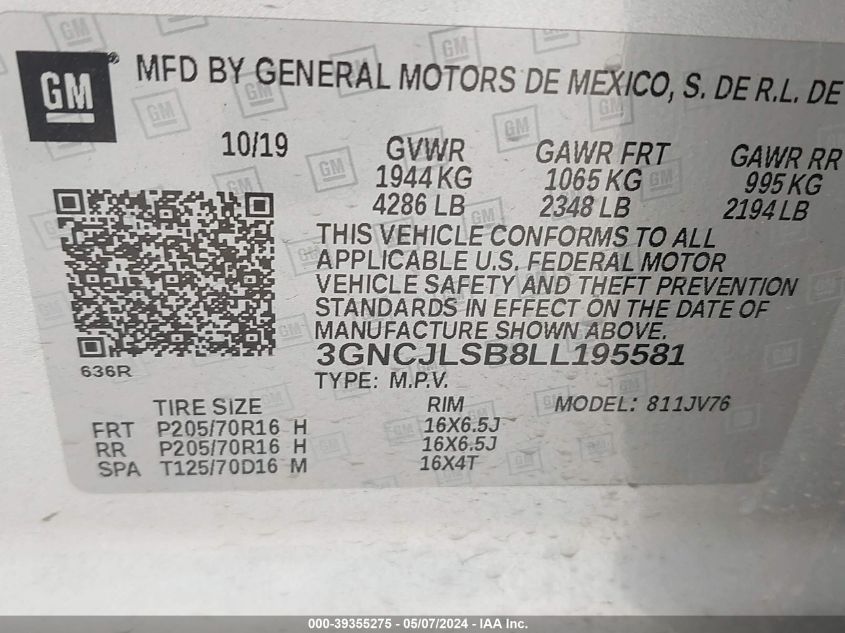 GM ® MFD BY GENERAL MOTORS DE MEXICO, S. DE R.L. DE
10/19 GVWR GAWR FRT GAWR RR
1944 KG 1065 KG 995 KG
4286 LB 2348 LB 2194 LB
THIS VEHICLE CONFORMS TO ALL
APPLICABLE U.S. FEDERAL MOTOR
VEHICLE SAFETY AND THEFT PREVENTION
STANDARDS IN EFFECT ON THE DATE OF
MANUFACTURE SHOWN ABOVE.
3GNCJLSB8LL195581
636R TYPE: M.P.V.
TIRE SIZE RIM MODEL: 811JV76
FRT P205/70R16 H 16X6.5J
RR P205/70R16 H 16X6.5J
SPA T125/70D16 M 16X4T
000-39355275 - 05/07/2024 - IAA Inc.